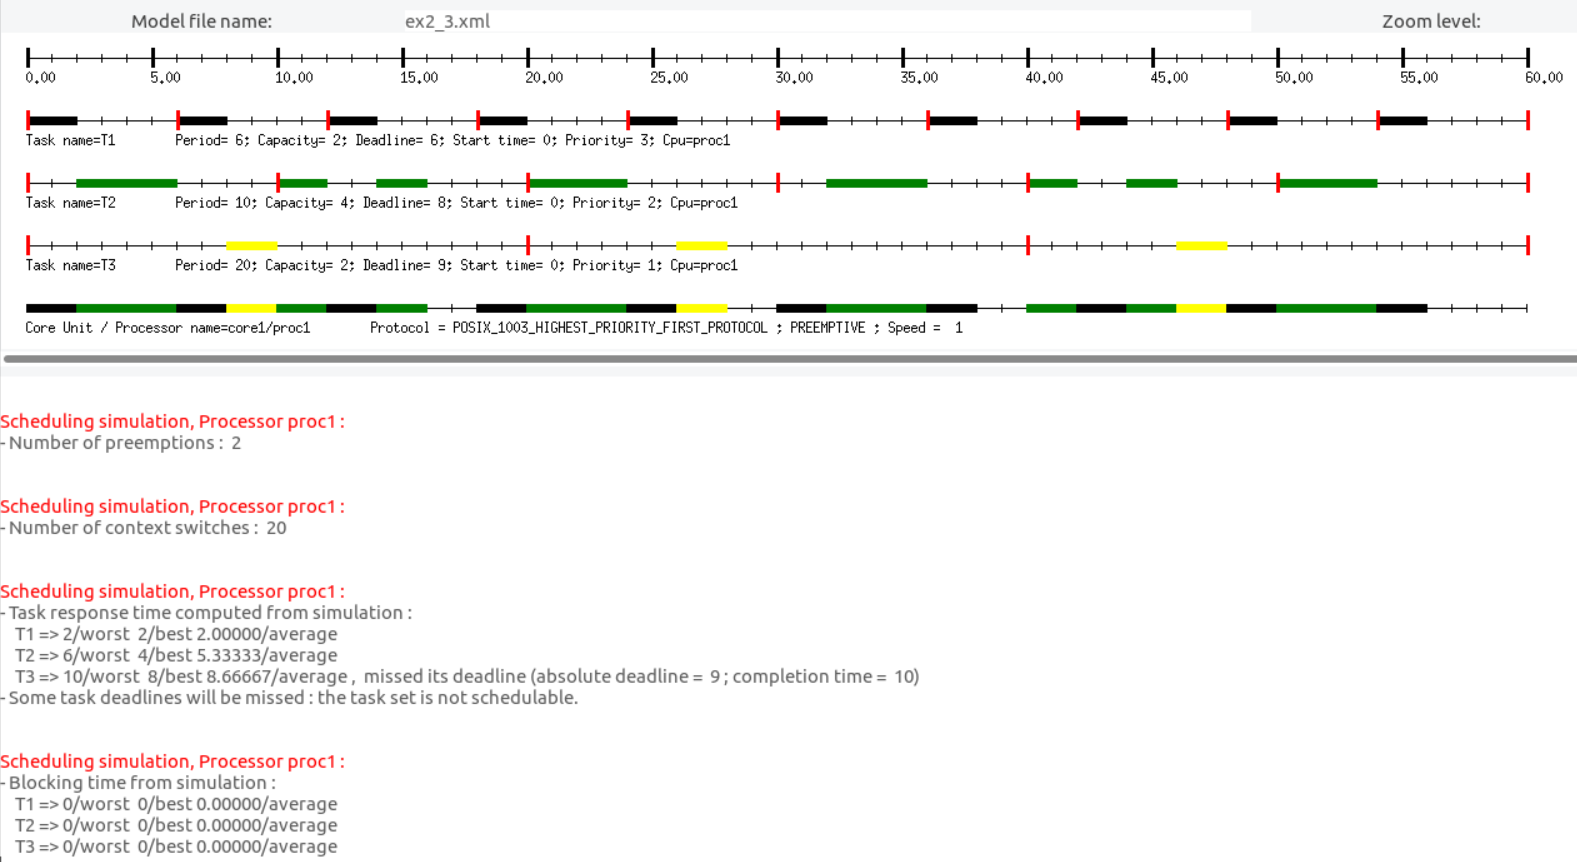 Model file name: ex2_3.xml Zoom level:
0.00 5.00 10.00 15.00 20.00 25.00 30.00 35.00 40.00 45.00 50.00 55.00 60.00
Task name=T1 Period= 6; Capacity= 2; Deadline= 6; Start time= 0; Priority= 3; Cpu=proc1
Task name=T2 Period= 10; Capacity= 4; Deadline= 8; Start time= 0; Priority= 2; Cpu=proc1
Task name=T3 Period= 20; Capacity= 2; Deadline= 9; Start time= 0; Priority= 1; Cpu=proc1
Core Unit / Processor name=core1/proc1 Protocol = POSIX_1003_HIGHEST_PRIORITY_FIRST_PROTOCOL ; PREEMPTIVE ; Speed = 1
Scheduling simulation, Processor proc1 :
- Number of preemptions : 2
Scheduling simulation, Processor proc1 :
- Number of context switches : 20
Scheduling simulation, Processor proc1 :
- Task response time computed from simulation :
T1 => 2/worst 2/best 2.00000/average
T2 => 6/worst 4/best 5.33333/average
T3 => 10/worst 8/best 8.66667/average , missed its deadline (absolute deadline = 9 ; completion time = 10)
- Some task deadlines will be missed : the task set is not schedulable.
Scheduling simulation, Processor proc1 :
- Blocking time from simulation :
T1 => 0/worst 0/best 0.00000/average
T2 => 0/worst 0/best 0.00000/average
T3 => 0/worst 0/best 0.00000/average